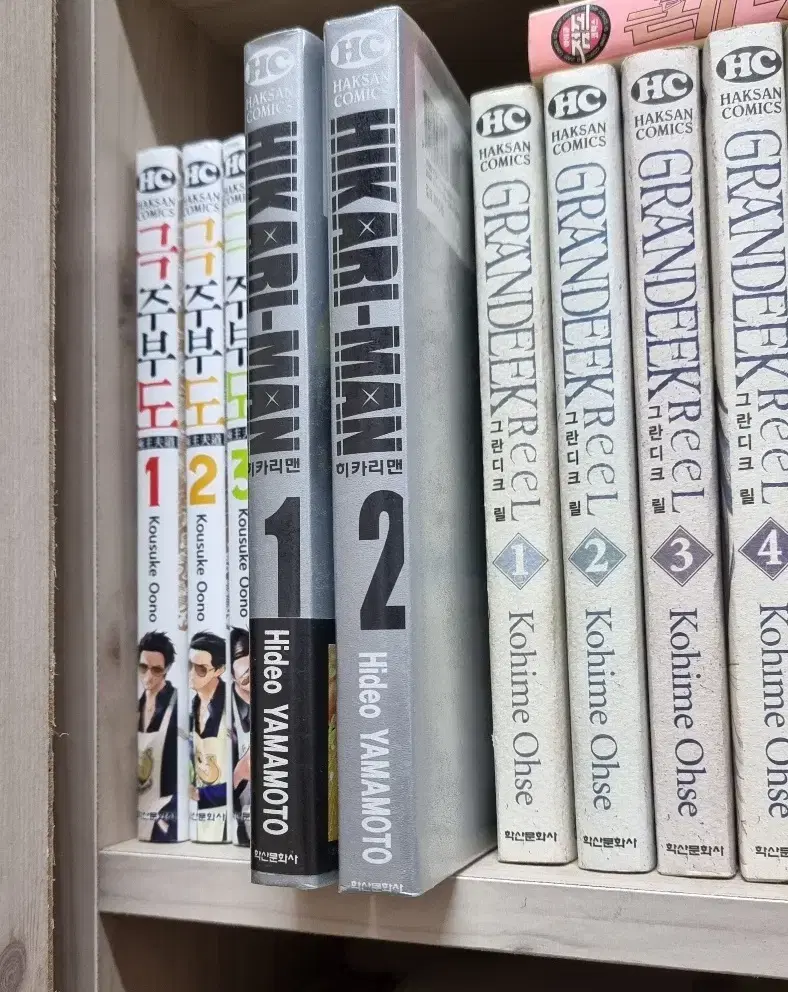 HC
HAKSAN
COMICS
극주부도
極主夫道
1
Kousuke Oono
학산문화사
HC
HAKSAN
COMICS
극주부도
2
Kousuke Oono
학산문화사
3
HC
HAKSAN
COMICS
HIKARI-MAN
히카리맨
1
Hideo YAMAMOTO
HC
HAKSAN
COMICS
HIKARI-MAN
히카리맨
2
Hideo YAMAMOTO
학산문화사
HC
HAKSAN
COMICS
GRANDEEK ReeL
그란디크 릴
1
Kohime Ohse
학산문화사
HC
HAKSAN
COMICS
GRANDEEK ReeL
그란디크 릴
2
Kohime Ohse
학산문화사
HC
HAKSAN
COMICS
GRANDEEK ReeL
그란디크 릴
3
Kohime Ohse
학산문화사
HC
HAKSAN
COMICS
GRANDEEK ReeL
그란디크 릴
4
Kohime Ohse